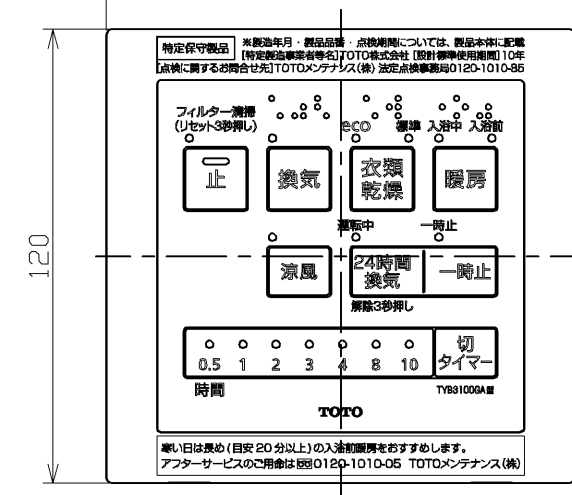 特定保守製品 ※製造年月・製品品番・点検期間については、製品本体に記載
[特定製造事業者等名]TOTO株式会社 [設計標準使用期間]10年
[点検に関するお問合せ先]TOTOメンテナンス(株) 法定点検事務局0120-1010-85
フィルター清掃
(リセット3秒押し) eco 標準 入浴中 入浴前
止 換気 衣類乾燥 暖房
運転中 一時止
涼風 24時間換気 一時止
解除3秒押し
120
0.5 1 2 3 4 8 10 切タイマー
時間 TYB3100GA型
TOTO
寒い日は長め(目安20分以上)の入浴前暖房をおすすめします。
アフターサービスのご用命は 0120-1010-05 TOTOメンテナンス(株)